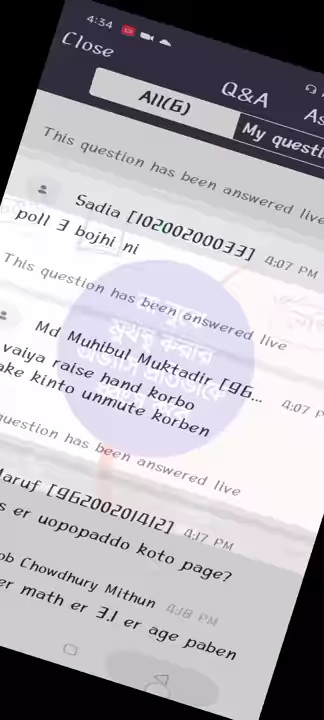 4:34
Close
Q&A
All(6)
My questi
This question has been answered live
Sadia [10200200033] 4:07 PM
poll 3 bojhi ni
This question has been answered live
Md Muhibul Muktadir [96... 4:07 P
vaiya raise hand korbo
ake kinto unmute korben
question has been answered live
Maruf [96200201412] 4:17 PM
s er uopopaddo koto page?
ob Chowdhury Mithun 4:18 PM
er math er 3.1 er age paben